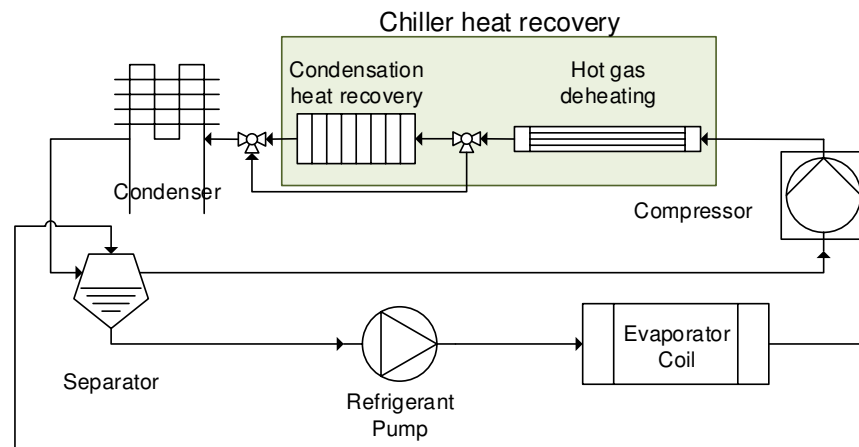 Chiller heat recovery
Condensation
heat recovery
Hot gas
deheating
Condenser
Compressor
Separator
Refrigerant
Pump
Evaporator
Coil